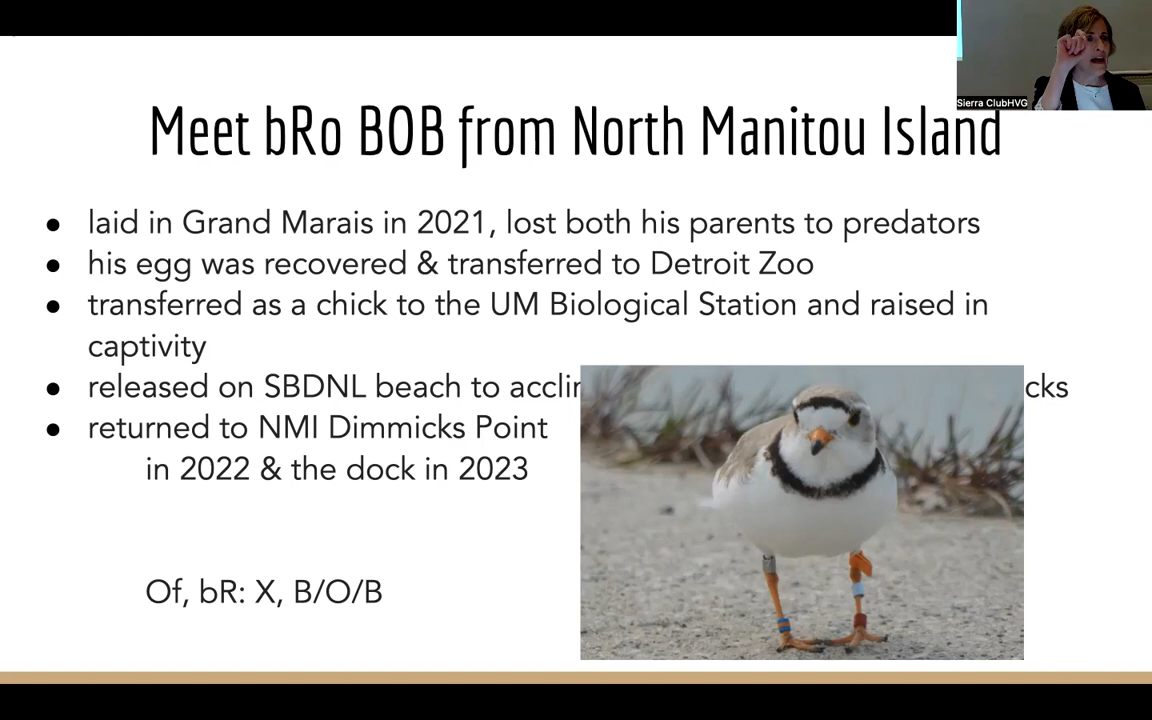 Sierra ClubHVG
Meet bRo BOB from North Manitou Island
● laid in Grand Marais in 2021, lost both his parents to predators
● his egg was recovered & transferred to Detroit Zoo
● transferred as a chick to the UM Biological Station and raised in
captivity
● released on SBDNL beach to
● returned to NMI Dimmicks Point
in 2022 & the dock in 2023
Of, bR: X, B/O/B